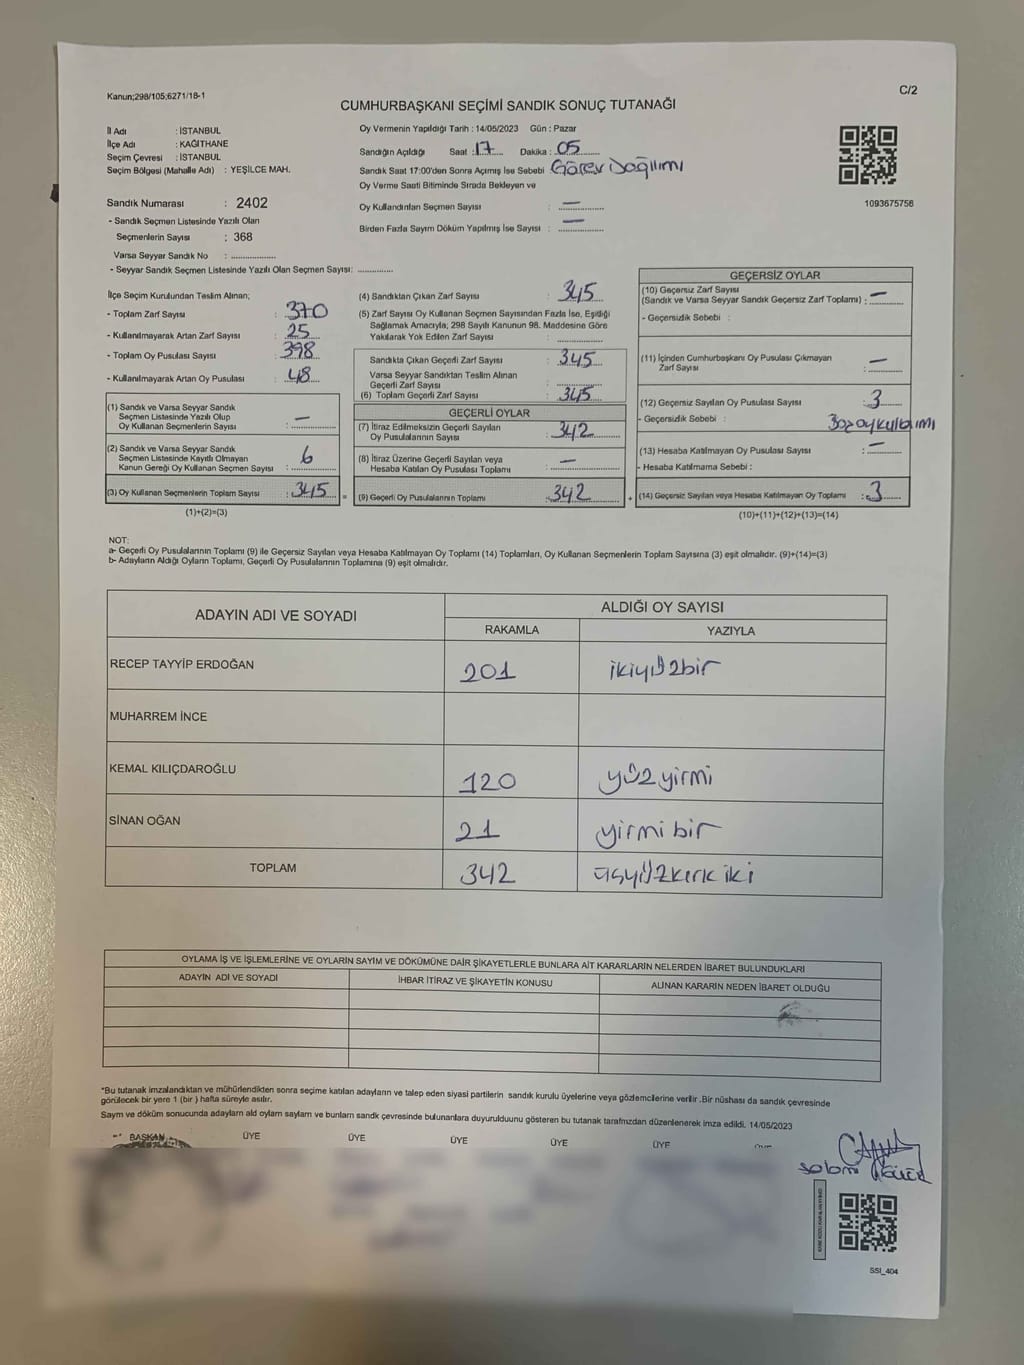 Kanun;298/105;6271/18-1
C/2
CUMHURBAŞKANI SEÇİMİ SANDIK SONUÇ TUTANAĞI
İl Adı : İSTANBUL
İlçe Adı : KAĞITHANE
Seçim Çevresi : İSTANBUL
Seçim Bölgesi (Mahalle Adı) : YEŞİLCE MAH.
Oy Vermenin Yapıldığı Tarih : 14/05/2023 Gün : Pazar
Sandığın Açıldığı Saat : 17 Dakika : 05
Sandık Saat 17:00'den Sonra Açılmış İse Sebebi Görev Dağılımı
Oy Verme Saati Bitiminde Sırada Bekleyen ve
Oy Kullandırılan Seçmen Sayısı : —
Birden Fazla Sayım Döküm Yapılmış İse Sayısı : —
1093675758
Sandık Numarası : 2402
- Sandık Seçmen Listesinde Yazılı Olan
Seçmenlerin Sayısı : 368
Varsa Seyyar Sandık No : ....................
- Seyyar Sandık Seçmen Listesinde Yazılı Olan Seçmen Sayısı: ...............
İlçe Seçim Kurulundan Teslim Alınan;
- Toplam Zarf Sayısı : 370
- Kullanılmayarak Artan Zarf Sayısı : 25
- Toplam Oy Pusulası Sayısı : 398
- Kullanılmayarak Artan Oy Pusulası : 48
(1) Sandık ve Varsa Seyyar Sandık
Seçmen Listesinde Yazılı Olup
Oy Kullanan Seçmenlerin Sayısı : —
(2) Sandık ve Varsa Seyyar Sandık
Seçmen Listesinde Kayıtlı Olmayan
Kanun Gereği Oy Kullanan Seçmen Sayısı : 6
(3) Oy Kullanan Seçmenlerin Toplam Sayısı : 345 =
(1)+(2)=(3)
(4) Sandıktan Çıkan Zarf Sayısı : 345
(5) Zarf Sayısı Oy Kullanan Seçmen Sayısından Fazla İse, Eşitliği
Sağlamak Amacıyla; 298 Sayılı Kanunun 98. Maddesine Göre
Yakılarak Yok Edilen Zarf Sayısı : ...............
Sandıkta Çıkan Geçerli Zarf Sayısı : 345
Varsa Seyyar Sandıktan Teslim Alınan
Geçerli Zarf Sayısı : ...............
(6) Toplam Geçerli Zarf Sayısı : 345
GEÇERLİ OYLAR
(7) İtiraz Edilmeksizin Geçerli Sayılan
Oy Pusulalarının Sayısı : 342
(8) İtiraz Üzerine Geçerli Sayılan veya
Hesaba Katılan Oy Pusulası Toplamı : —
(9) Geçerli Oy Pusulalarının Toplamı : 342 +
GEÇERSİZ OYLAR
(10) Geçersiz Zarf Sayısı
(Sandık ve Varsa Seyyar Sandık Geçersiz Zarf Toplamı) : —
- Geçersizlik Sebebi :
(11) İçinden Cumhurbaşkanı Oy Pusulası Çıkmayan
Zarf Sayısı : —
(12) Geçersiz Sayılan Oy Pusulası Sayısı : 3
- Geçersizlik Sebebi :
(13) Hesaba Katılmayan Oy Pusulası Sayısı : —
- Hesaba Katılmama Sebebi :
(14) Geçersiz Sayılan veya Hesaba Katılmayan Oy Toplamı : 3
(10)+(11)+(12)+(13)=(14)
NOT:
a- Geçerli Oy Pusulalarının Toplamı (9) ile Geçersiz Sayılan veya Hesaba Katılmayan Oy Toplamı (14) Toplamları, Oy Kullanan Seçmenlerin Toplam Sayısına (3) eşit olmalıdır. (9)+(14)=(3)
b- Adayların Aldığı Oyların Toplamı, Geçerli Oy Pusulalarının Toplamına (9) eşit olmalıdır.
ADAYIN ADI VE SOYADI
ALDIĞI OY SAYISI
RAKAMLA YAZIYLA
RECEP TAYYİP ERDOĞAN 201 ikiyüzbir
MUHARREM İNCE
KEMAL KILIÇDAROĞLU 120 yüzyirmi
SİNAN OĞAN 21 yirmi bir
TOPLAM 342 üçyüzkırk iki
OYLAMA İŞ VE İŞLEMLERİNE VE OYLARIN SAYIM VE DÖKÜMÜNE DAİR ŞİKAYETLERLE BUNLARA AİT KARARLARIN NELERDEN İBARET BULUNDUKLARI
ADAYIN ADI VE SOYADI İHBAR İTİRAZ VE ŞİKAYETİN KONUSU ALINAN KARARIN NEDEN İBARET OLDUĞU
*Bu tutanak imzalandıktan ve mühürlendikten sonra seçime katılan adayların ve talep eden siyasi partilerin sandık kurulu üyelerine veya gözlemcilerine verilir .Bir nüshası da sandık çevresinde
görülecek bir yere 1 (bir ) hafta süreyle asılır.
Sayım ve döküm sonucunda adayların aldı oyların sayların ve bunların sandk çevresinde bulunanlara duyurulduunu gösteren bu tutanak tarafmzdan düzenlenerek imza edildi. 14/05/2023
BAŞKAN ÜYE ÜYE ÜYE ÜYE ÜYE
SSI_404